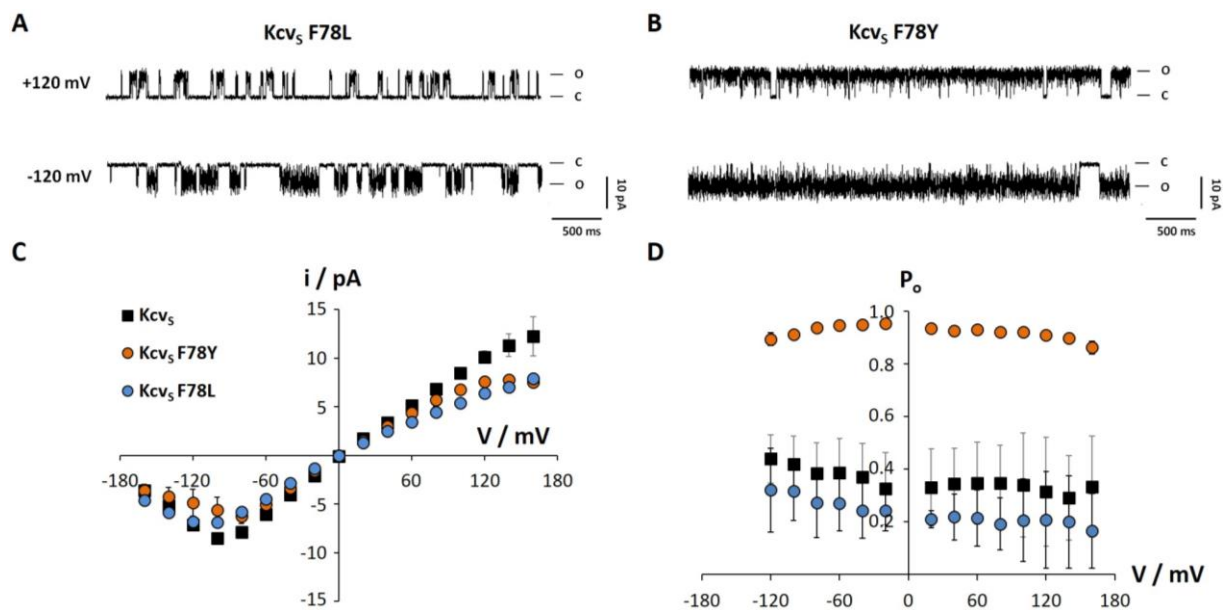 A
Kcvs F78L
+120 mV
o
c
-120 mV
c
o
10 pA
500 ms
B
Kcvs F78Y
o
c
c
o
10 pA
500 ms
C
i / pA
Kcvs
Kcvs F78Y
Kcvs F78L
15
10
5
V / mV
-180
-120
-60
0
60
120
180
-5
-10
-15
D
Po
1.0
0.8
0.6
0.4
0.2
V / mV
-180
-120
-60
0
60
120
180